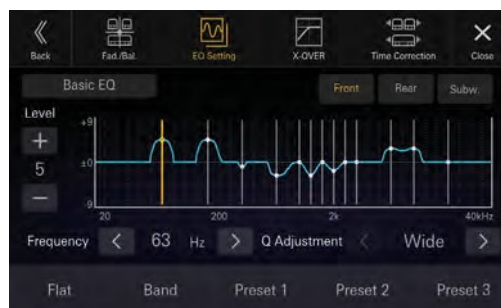 Back Fad./Bal. EQ Setting X-OVER Time Correction Close
Basic EQ Front Rear Subw.
Level
+9
+
±0
5
-9
−
20 200 2k 40kHz
Frequency < 63 Hz > Q Adjustment < Wide >
Flat Band Preset 1 Preset 2 Preset 3